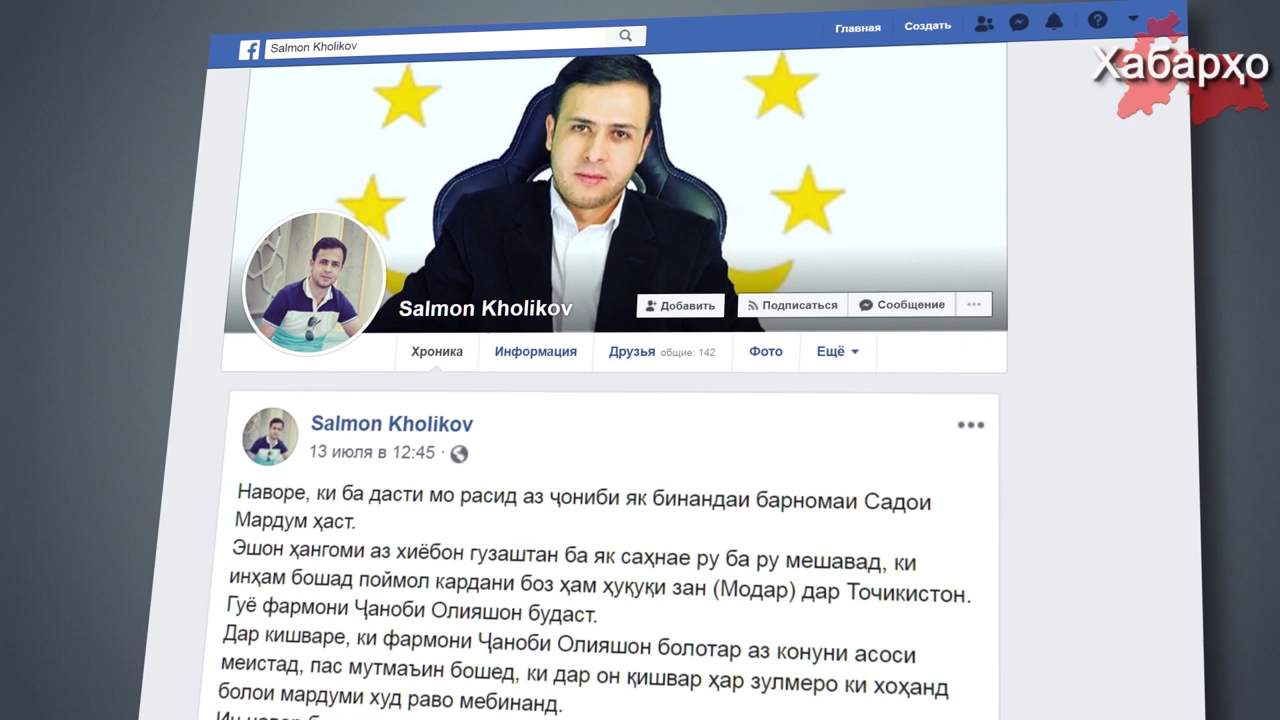 Salmon Kholikov
Главная
Создать
Хабарҳо
Salmon Kholikov
Добавить
Подписаться
Сообщение
Хроника
Информация
Друзья общие: 142
Фото
Ещё
Salmon Kholikov
13 июля в 12:45
Наворе, ки ба дасти мо расид аз ҷониби як бинандаи барномаи Садои
Мардум ҳаст.
Эшон ҳангоми аз хиёбон гузаштан ба як саҳнае ру ба ру мешавад, ки
инҳам бошад поймол кардани боз ҳам ҳуқуқи зан (Модар) дар Точикистон.
Гуё фармони Ҷаноби Олияшон будаст.
Дар кишваре, ки фармони Ҷаноби Олияшон болотар аз конуни асоси
меистад, пас мутмаъин бошед, ки дар он қишвар ҳар зулмеро ки хоҳанд
болои мардуми худ раво мебинанд.